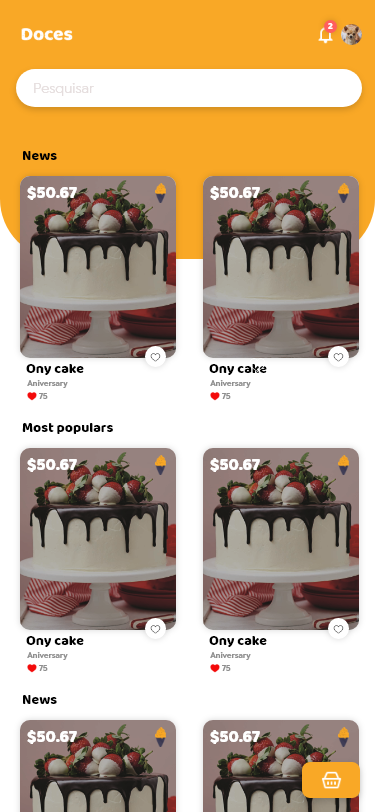 Doces
2
Pesquisar
News
$50.67
$50.67
Ony cake
Ony cake
Aniversary
Aniversary
75
75
Most populars
$50.67
$50.67
Ony cake
Ony cake
Aniversary
Aniversary
75
75
News
$50.67
$50.67